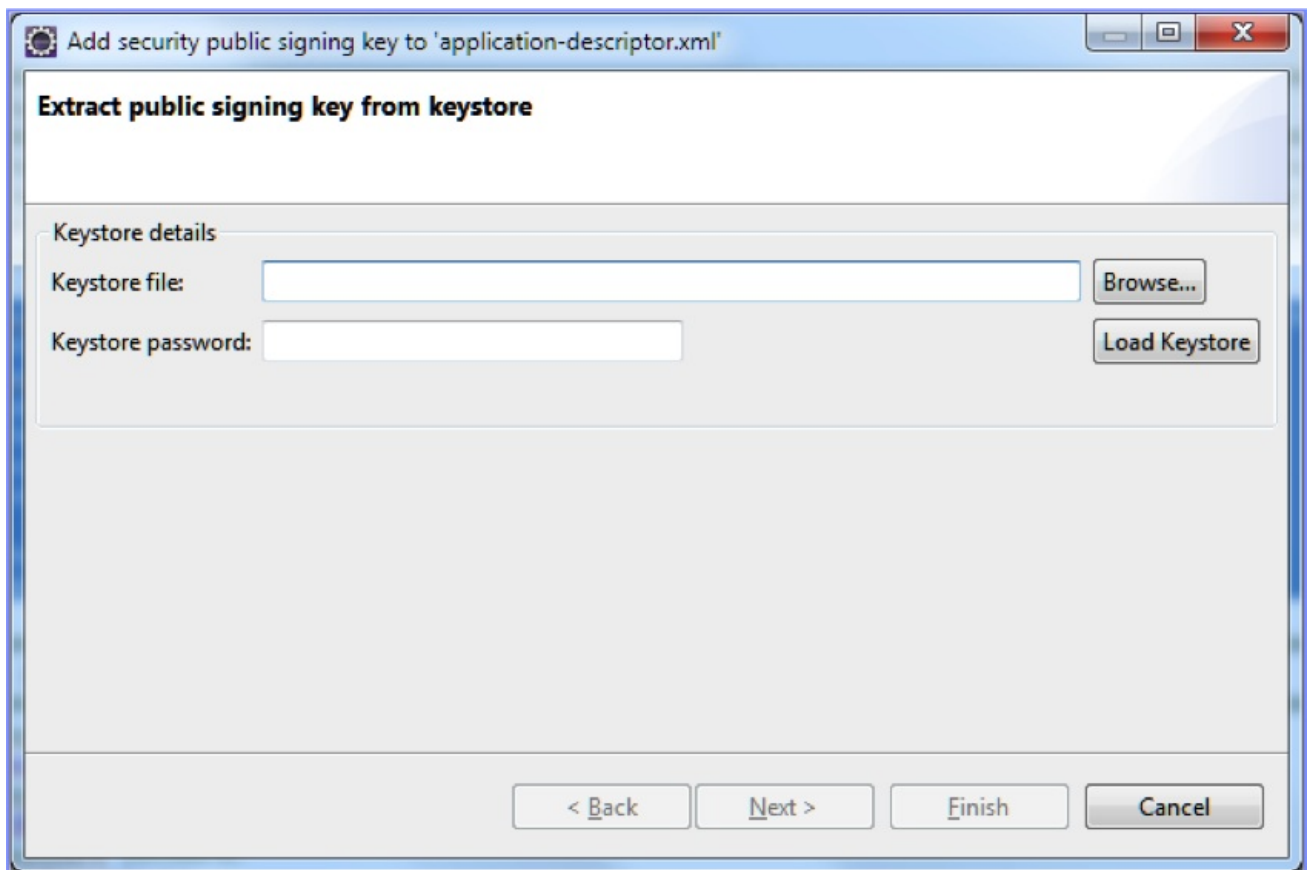 Add security public signing key to 'application-descriptor.xml'
Extract public signing key from keystore
Keystore details
Keystore file:
Browse...
Keystore password:
Load Keystore
< Back
Next >
Finish
Cancel